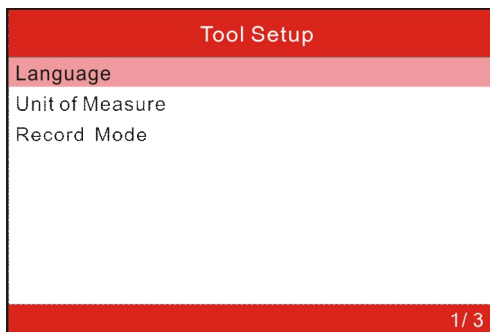 Tool Setup
Language
Unit of Measure
Record Mode
1/ 3